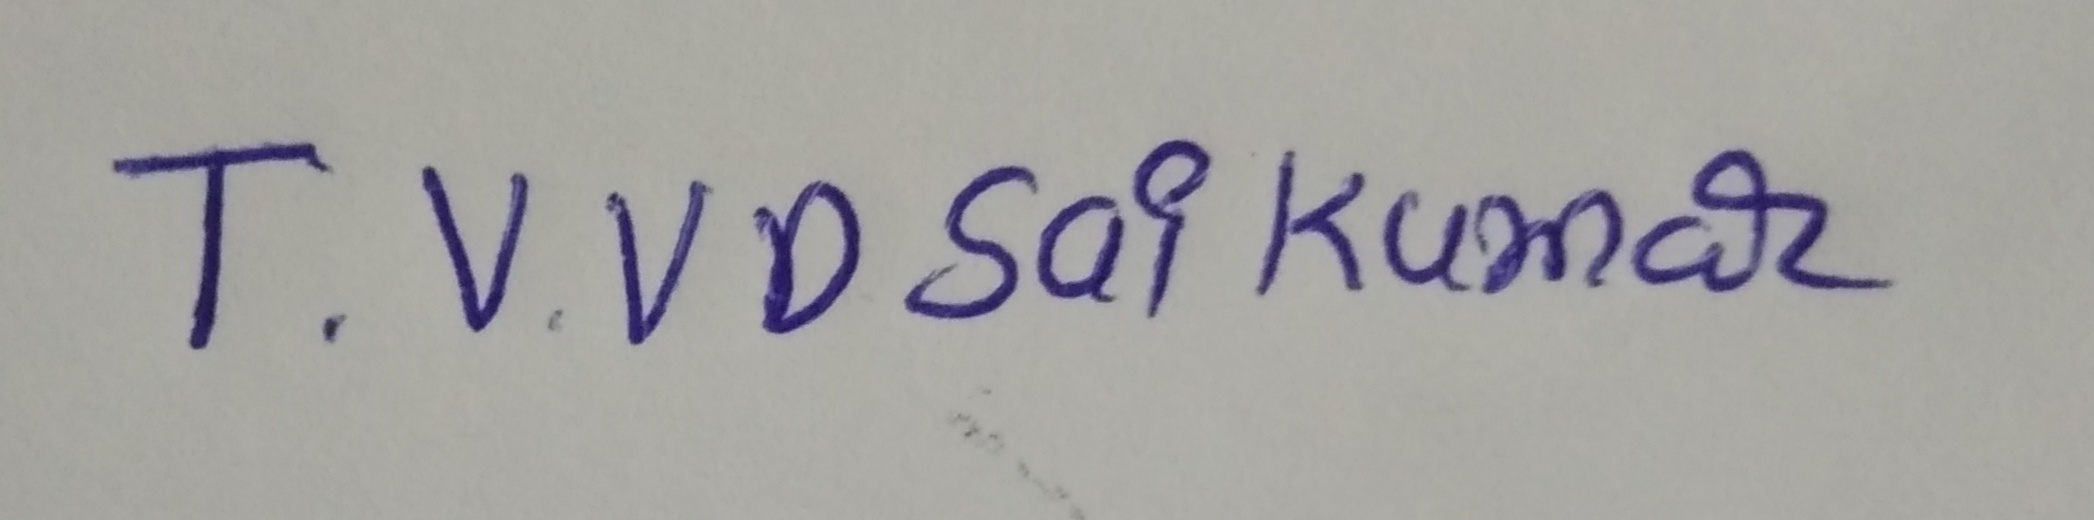 T. V. V D Sai Kumar